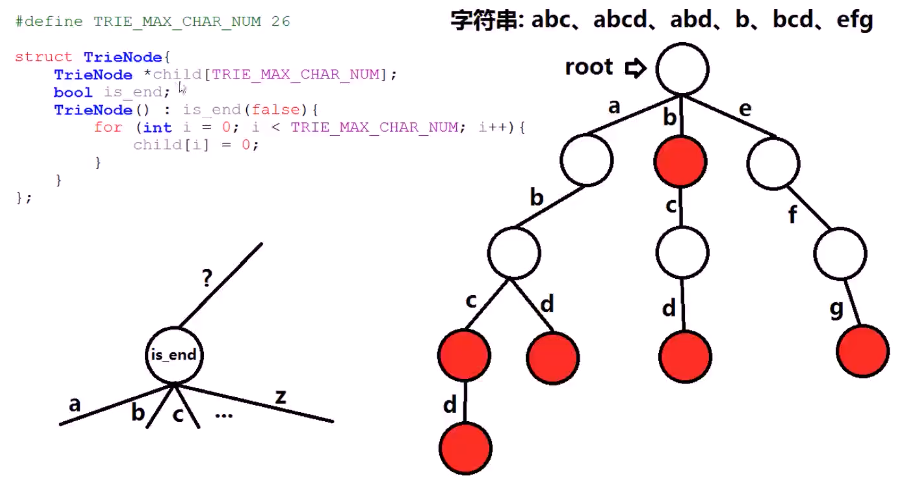 #define TRIE_MAX_CHAR_NUM 26
struct TrieNode{
TrieNode *child[TRIE_MAX_CHAR_NUM];
bool is_end;
TrieNode() : is_end(false){
for (int i = 0; i < TRIE_MAX_CHAR_NUM; i++){
child[i] = 0;
}
}
};
字符串: abc、abcd、abd、b、bcd、efg
root
a
b
e
b
c
f
c
d
d
g
d
?
is_end
a
b
c
...
z